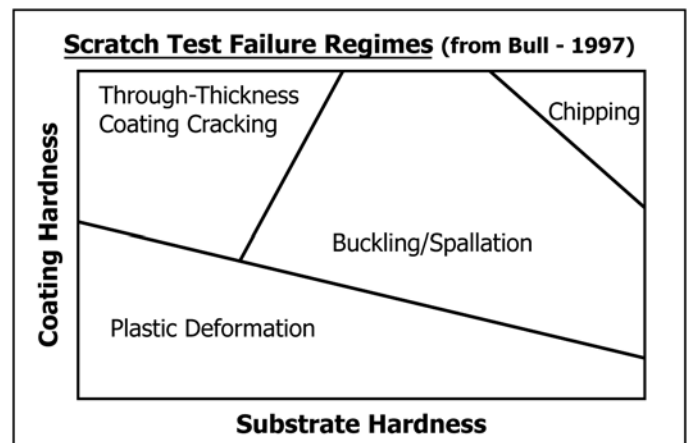 Scratch Test Failure Regimes (from Bull - 1997)
Through-Thickness
Coating Cracking
Chipping
Coating Hardness
Buckling/Spallation
Plastic Deformation
Substrate Hardness